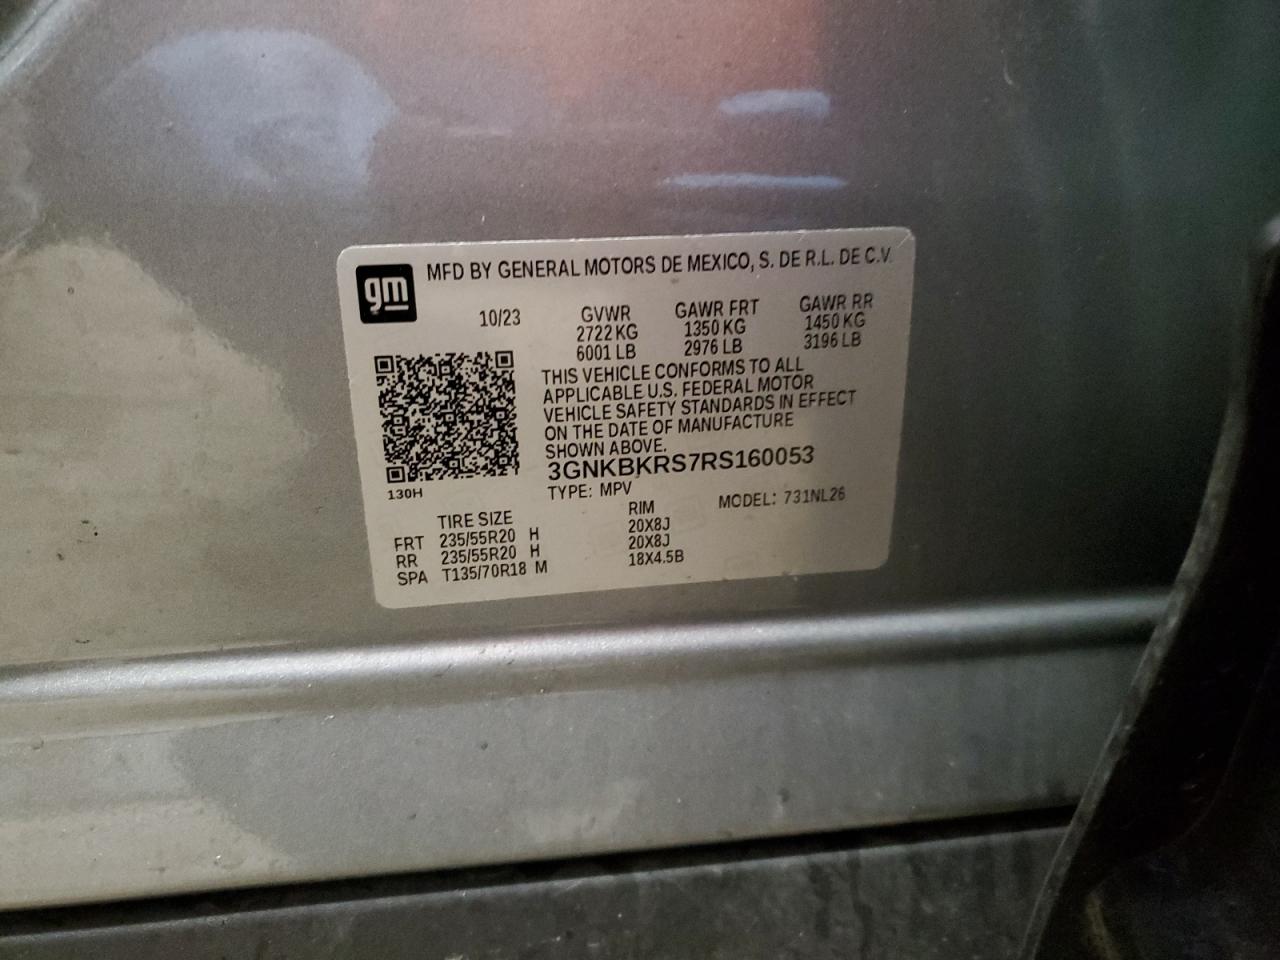 gm
MFD BY GENERAL MOTORS DE MEXICO, S. DE R.L. DE C.V.
10/23 GVWR GAWR FRT GAWR RR
2722 KG 1350 KG 1450 KG
6001 LB 2976 LB 3196 LB
THIS VEHICLE CONFORMS TO ALL
APPLICABLE U.S. FEDERAL MOTOR
VEHICLE SAFETY STANDARDS IN EFFECT
ON THE DATE OF MANUFACTURE
SHOWN ABOVE.
3GNKBKRS7RS160053
130H
TYPE: MPV MODEL: 731NL26
TIRE SIZE RIM
FRT 235/55R20 H 20X8J
RR 235/55R20 H 20X8J
SPA T135/70R18 M 18X4.5B